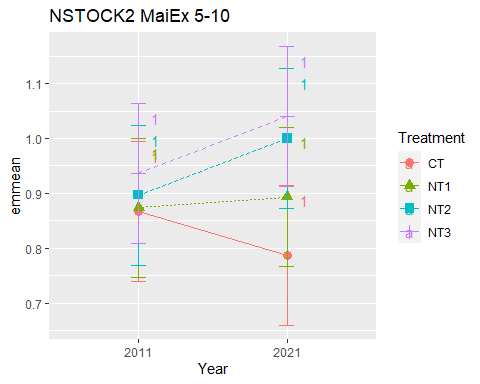 NSTOCK2 MaiEx 5-10
emmean
1.1
1.0
0.9
0.8
0.7
1
1
1
1
1
1
1
2011
2021
Year
Treatment
a CT
a NT1
a NT2
a NT3